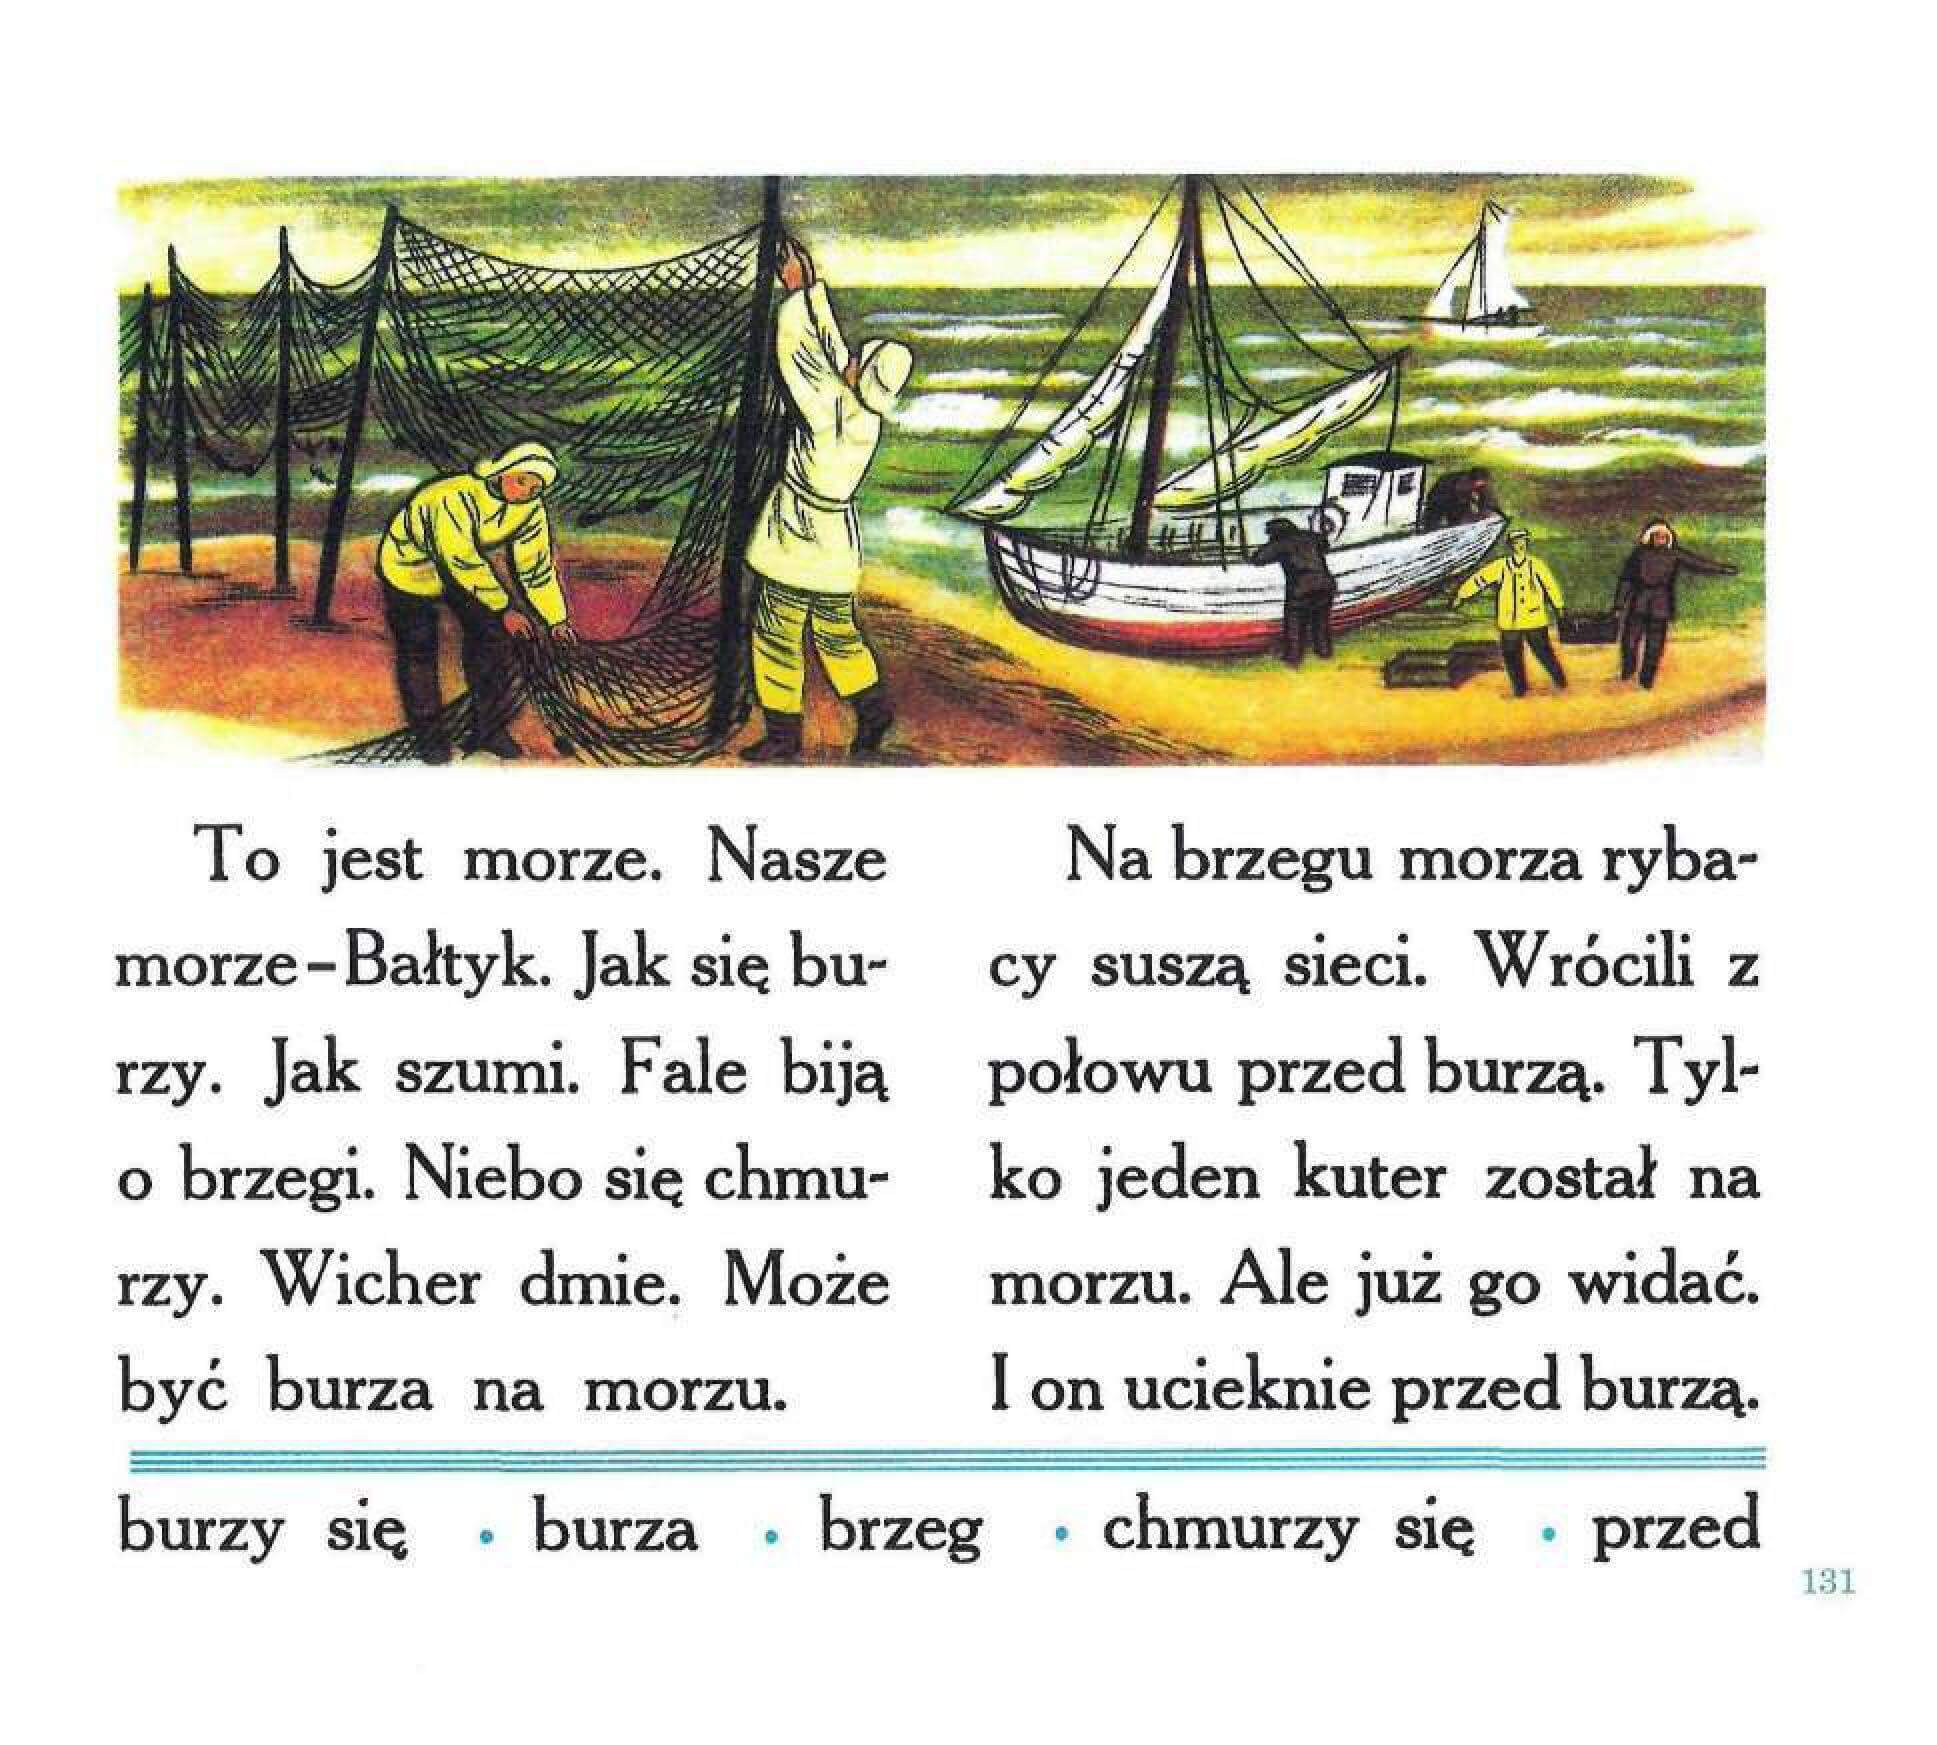 To jest morze. Nasze
morze–Bałtyk. Jak się bu-
rzy. Jak szumi. Fale biją
o brzegi. Niebo się chmu-
rzy. Wicher dmie. Może
być burza na morzu.
Na brzegu morza ryba-
cy suszą sieci. Wrócili z
połowu przed burzą. Tyl-
ko jeden kuter został na
morzu. Ale już go widać.
I on ucieknie przed burzą.
burzy się • burza • brzeg • chmurzy się • przed
131